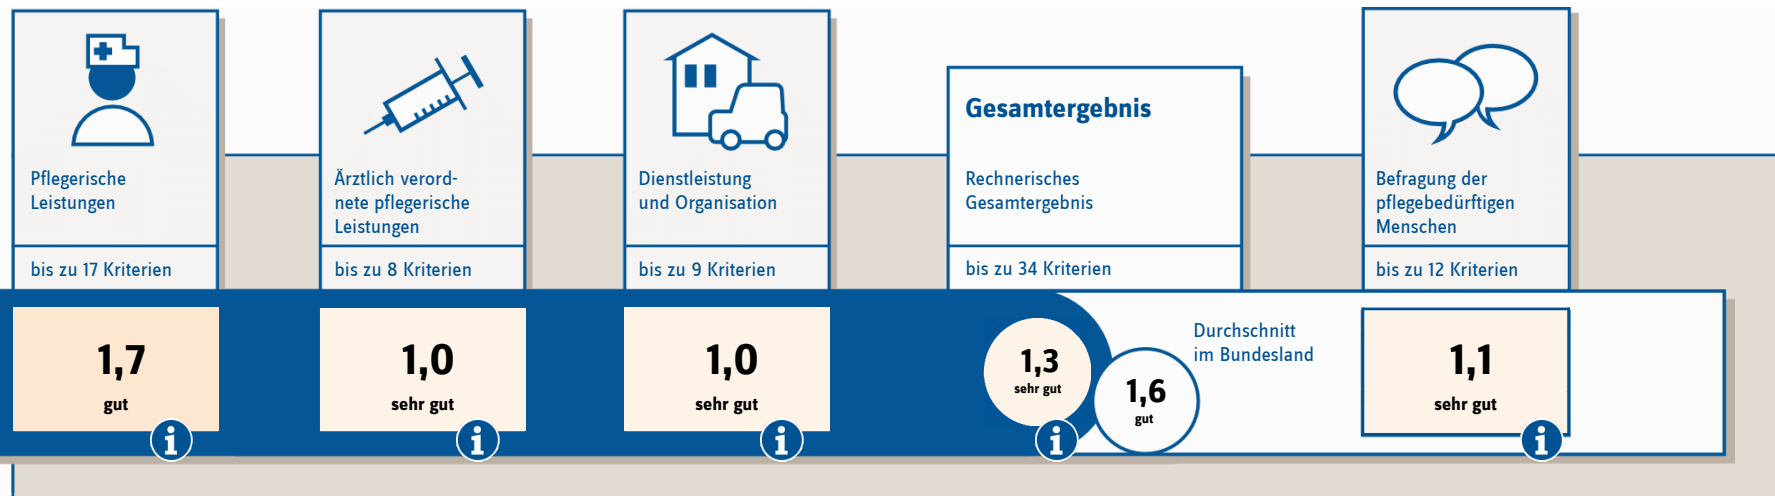 Pflegerische
Leistungen
bis zu 17 Kriterien
1,7
gut
Ärztlich verord-
nete pflegerische
Leistungen
bis zu 8 Kriterien
1,0
sehr gut
Dienstleistung
und Organisation
bis zu 9 Kriterien
1,0
sehr gut
Gesamtergebnis
Rechnerisches
Gesamtergebnis
bis zu 34 Kriterien
1,3
sehr gut
Durchschnitt
im Bundesland
1,6
gut
Befragung der
pflegebedürftigen
Menschen
bis zu 12 Kriterien
1,1
sehr gut